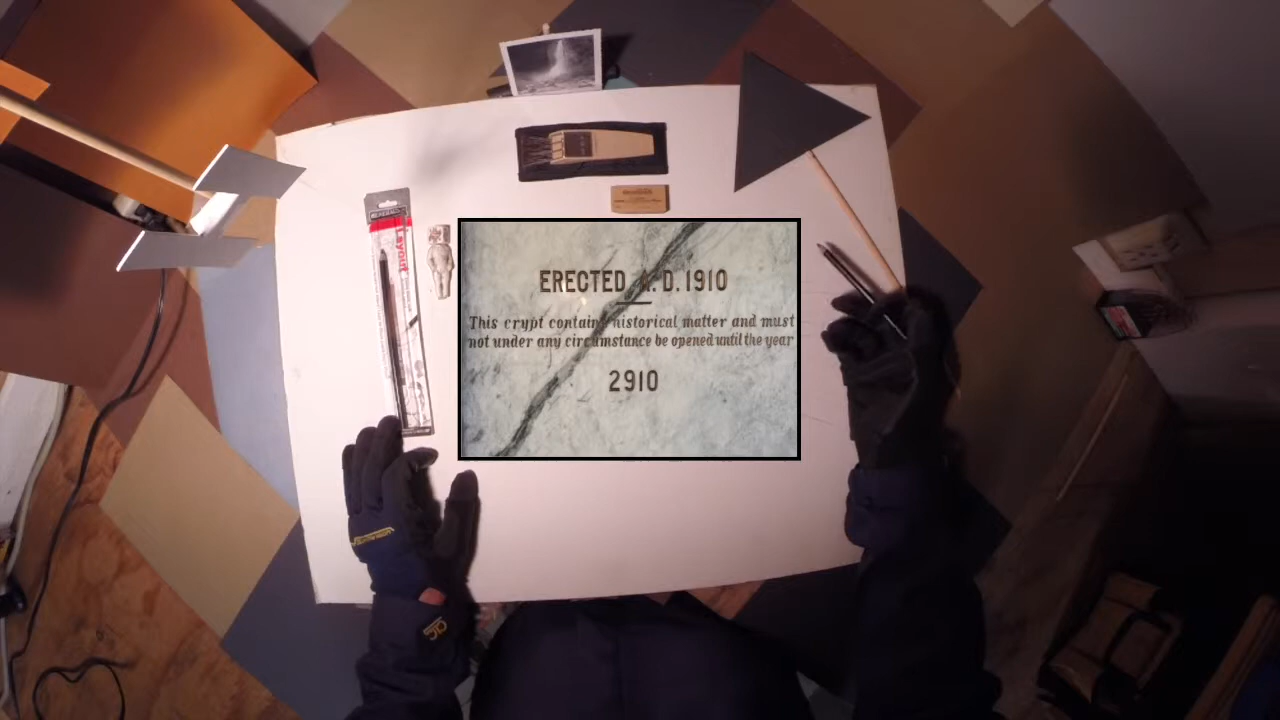 ERECTED A.D. 1910
This crypt contains historical matter and must
not under any circumstance be opened until the year
2910
Layout